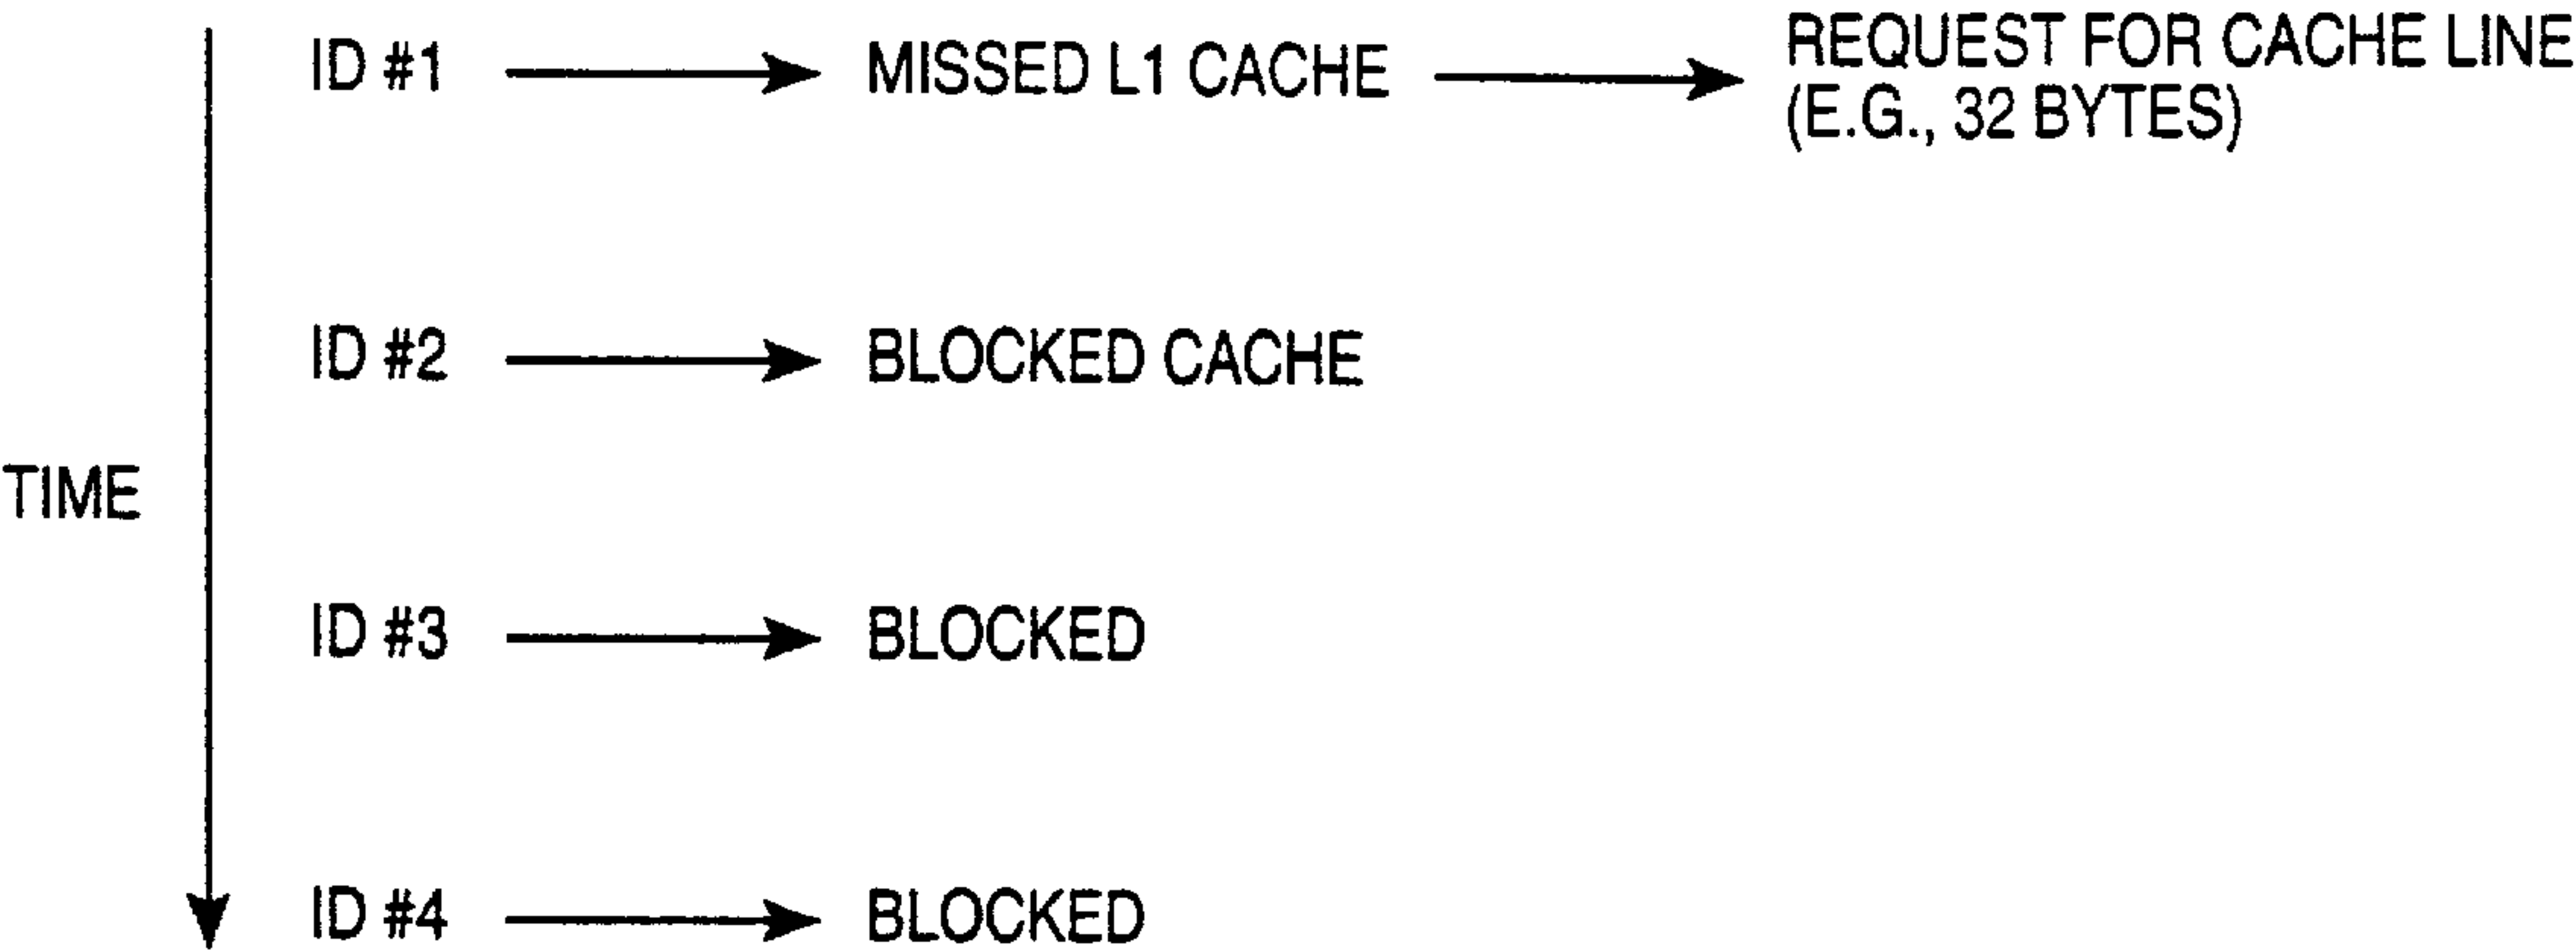 ID #1 MISSED L1 CACHE REQUEST FOR CACHE LINE
(E.G., 32 BYTES)
ID #2 BLOCKED CACHE
TIME
ID #3 BLOCKED
ID #4 BLOCKED